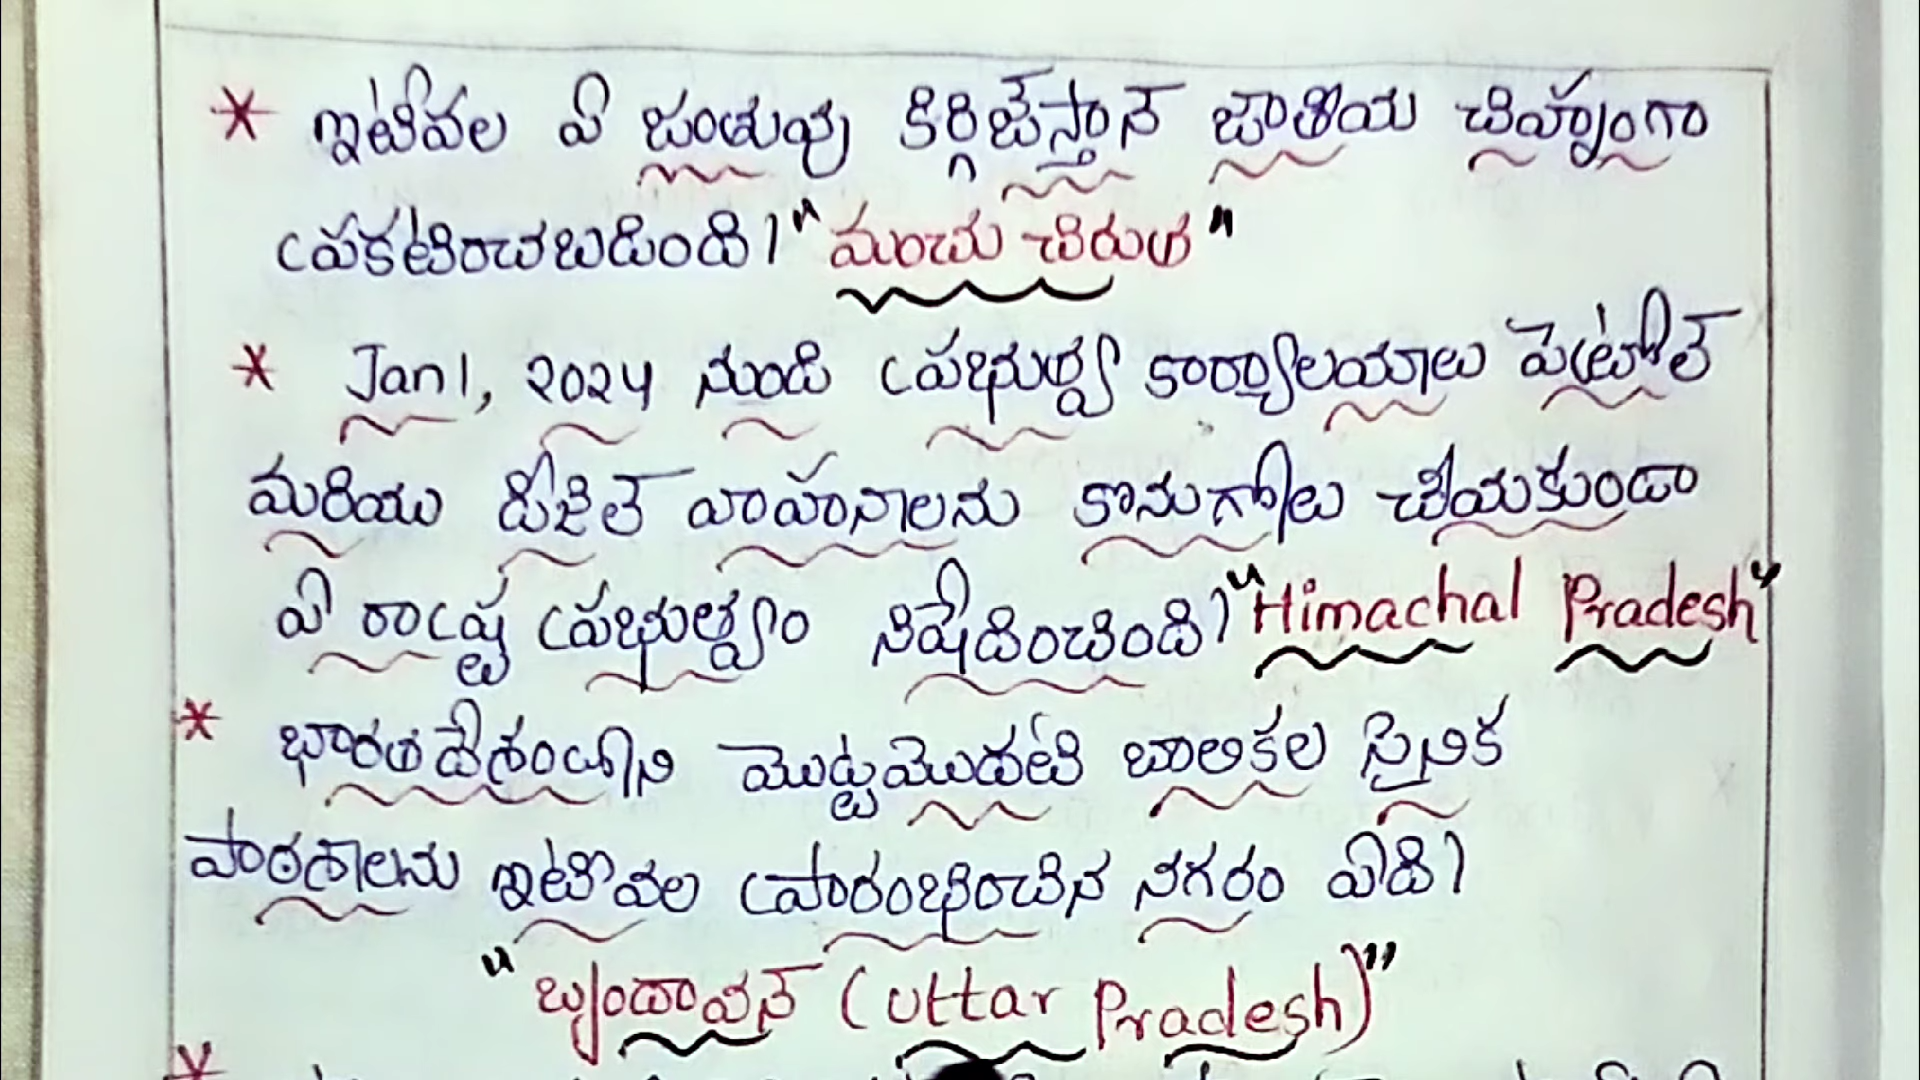 * ఇటీవల ఏ జంతువు కిర్గిజ్స్తాన్ జాతీయ చిహ్నంగా
ప్రకటించబడింది? "మంచు చిరుత"
* Jan 1, 2024 నుండి ప్రభుత్వ కార్యాలయాలు పెట్రోల్
మరియు డీజిల్ వాహనాలను కొనుగోలు చేయకుండా
ఏ రాష్ట్ర ప్రభుత్వం నిషేదించింది? "Himachal Pradesh"
* భారతదేశంలోని మొట్టమొదటి బాలికల సైనిక
పాఠశాలను ఇటీవల ప్రారంభించిన నగరం ఏది?
"బృందావన్ (Uttar Pradesh)"